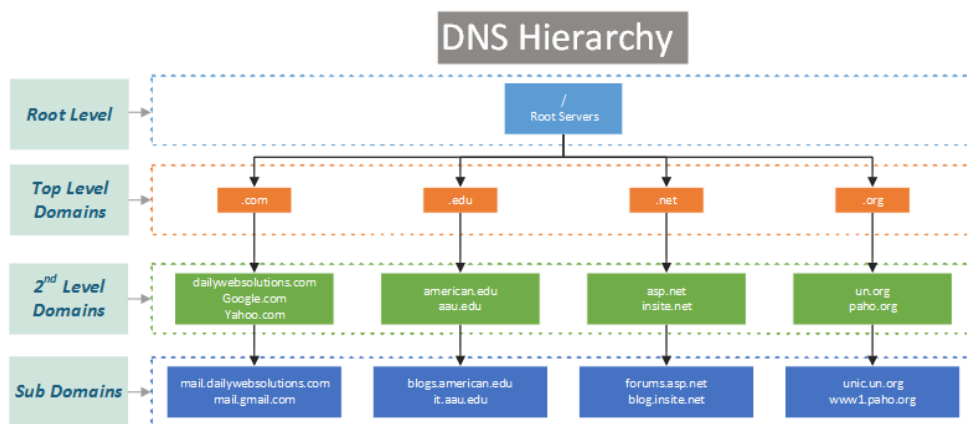 DNS Hierarchy
Root Level
/
Root Servers
Top Level
Domains
.com
.edu
.net
.org
2nd Level
Domains
dailywebsolutions.com
Google.com
Yahoo.com
american.edu
aau.edu
asp.net
insite.net
un.org
paho.org
Sub Domains
mail.dailywebsolutions.com
mail.gmail.com
blogs.american.edu
it.aau.edu
forums.asp.net
blog.insite.net
unic.un.org
www1.paho.org